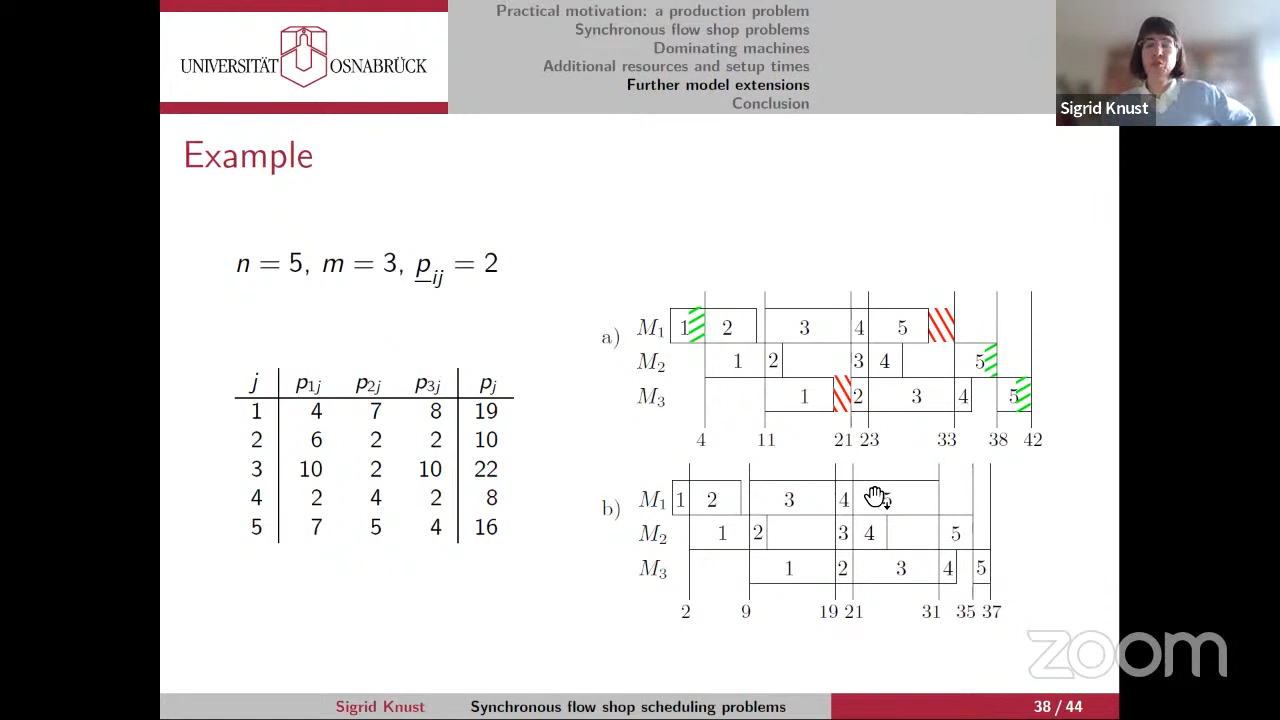 UNIVERSITÄT OSNABRÜCK
Practical motivation: a production problem
Synchronous flow shop problems
Dominating machines
Additional resources and setup times
Further model extensions
Conclusion
Sigrid Knust
Example
n = 5, m = 3, p_ij = 2
j p1j p2j p3j pj
1 4 7 8 19
2 6 2 2 10
3 10 2 10 22
4 2 4 2 8
5 7 5 4 16
a)
M1 1 2 3 4 5
M2 1 2 3 4 5
M3 1 2 3 4 5
4 11 21 23 33 38 42
b)
M1 1 2 3 4 5
M2 1 2 3 4 5
M3 1 2 3 4 5
2 9 19 21 31 35 37
zoom
Sigrid Knust Synchronous flow shop scheduling problems 38 / 44